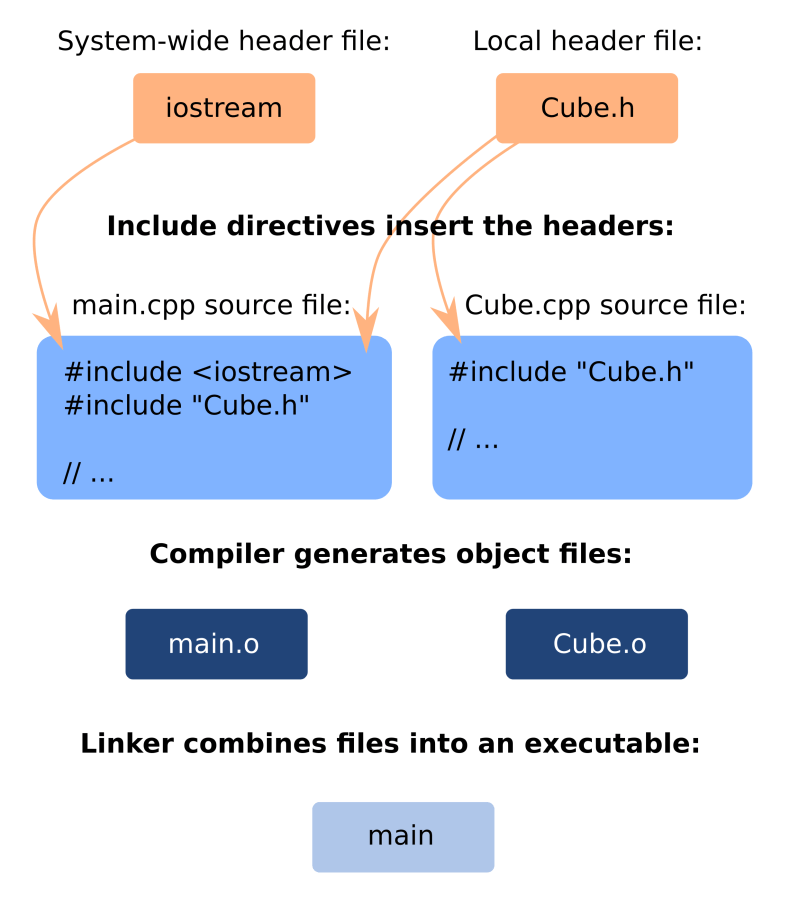 System-wide header file:
Local header file:
iostream
Cube.h
Include directives insert the headers:
main.cpp source file:
Cube.cpp source file:
#include <iostream>
#include "Cube.h"
// ...
#include "Cube.h"
// ...
Compiler generates object files:
main.o
Cube.o
Linker combines files into an executable:
main